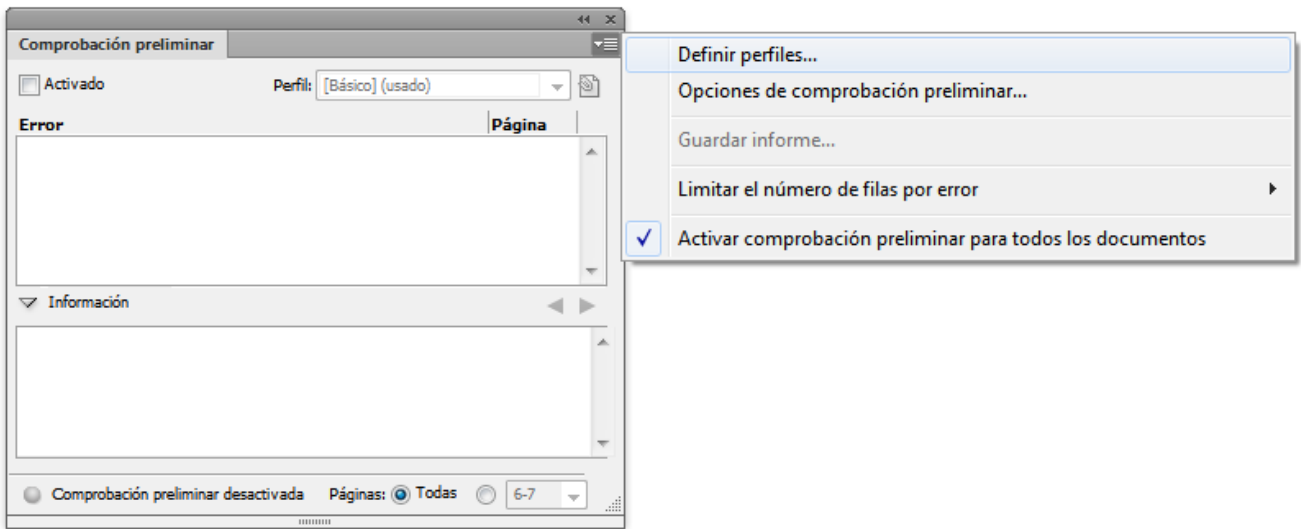 Comprobación preliminar
Activado
Perfil: [Básico] (usado)
Error Página
Información
Comprobación preliminar desactivada Páginas: Todas 6-7
Definir perfiles...
Opciones de comprobación preliminar...
Guardar informe...
Limitar el número de filas por error
Activar comprobación preliminar para todos los documentos